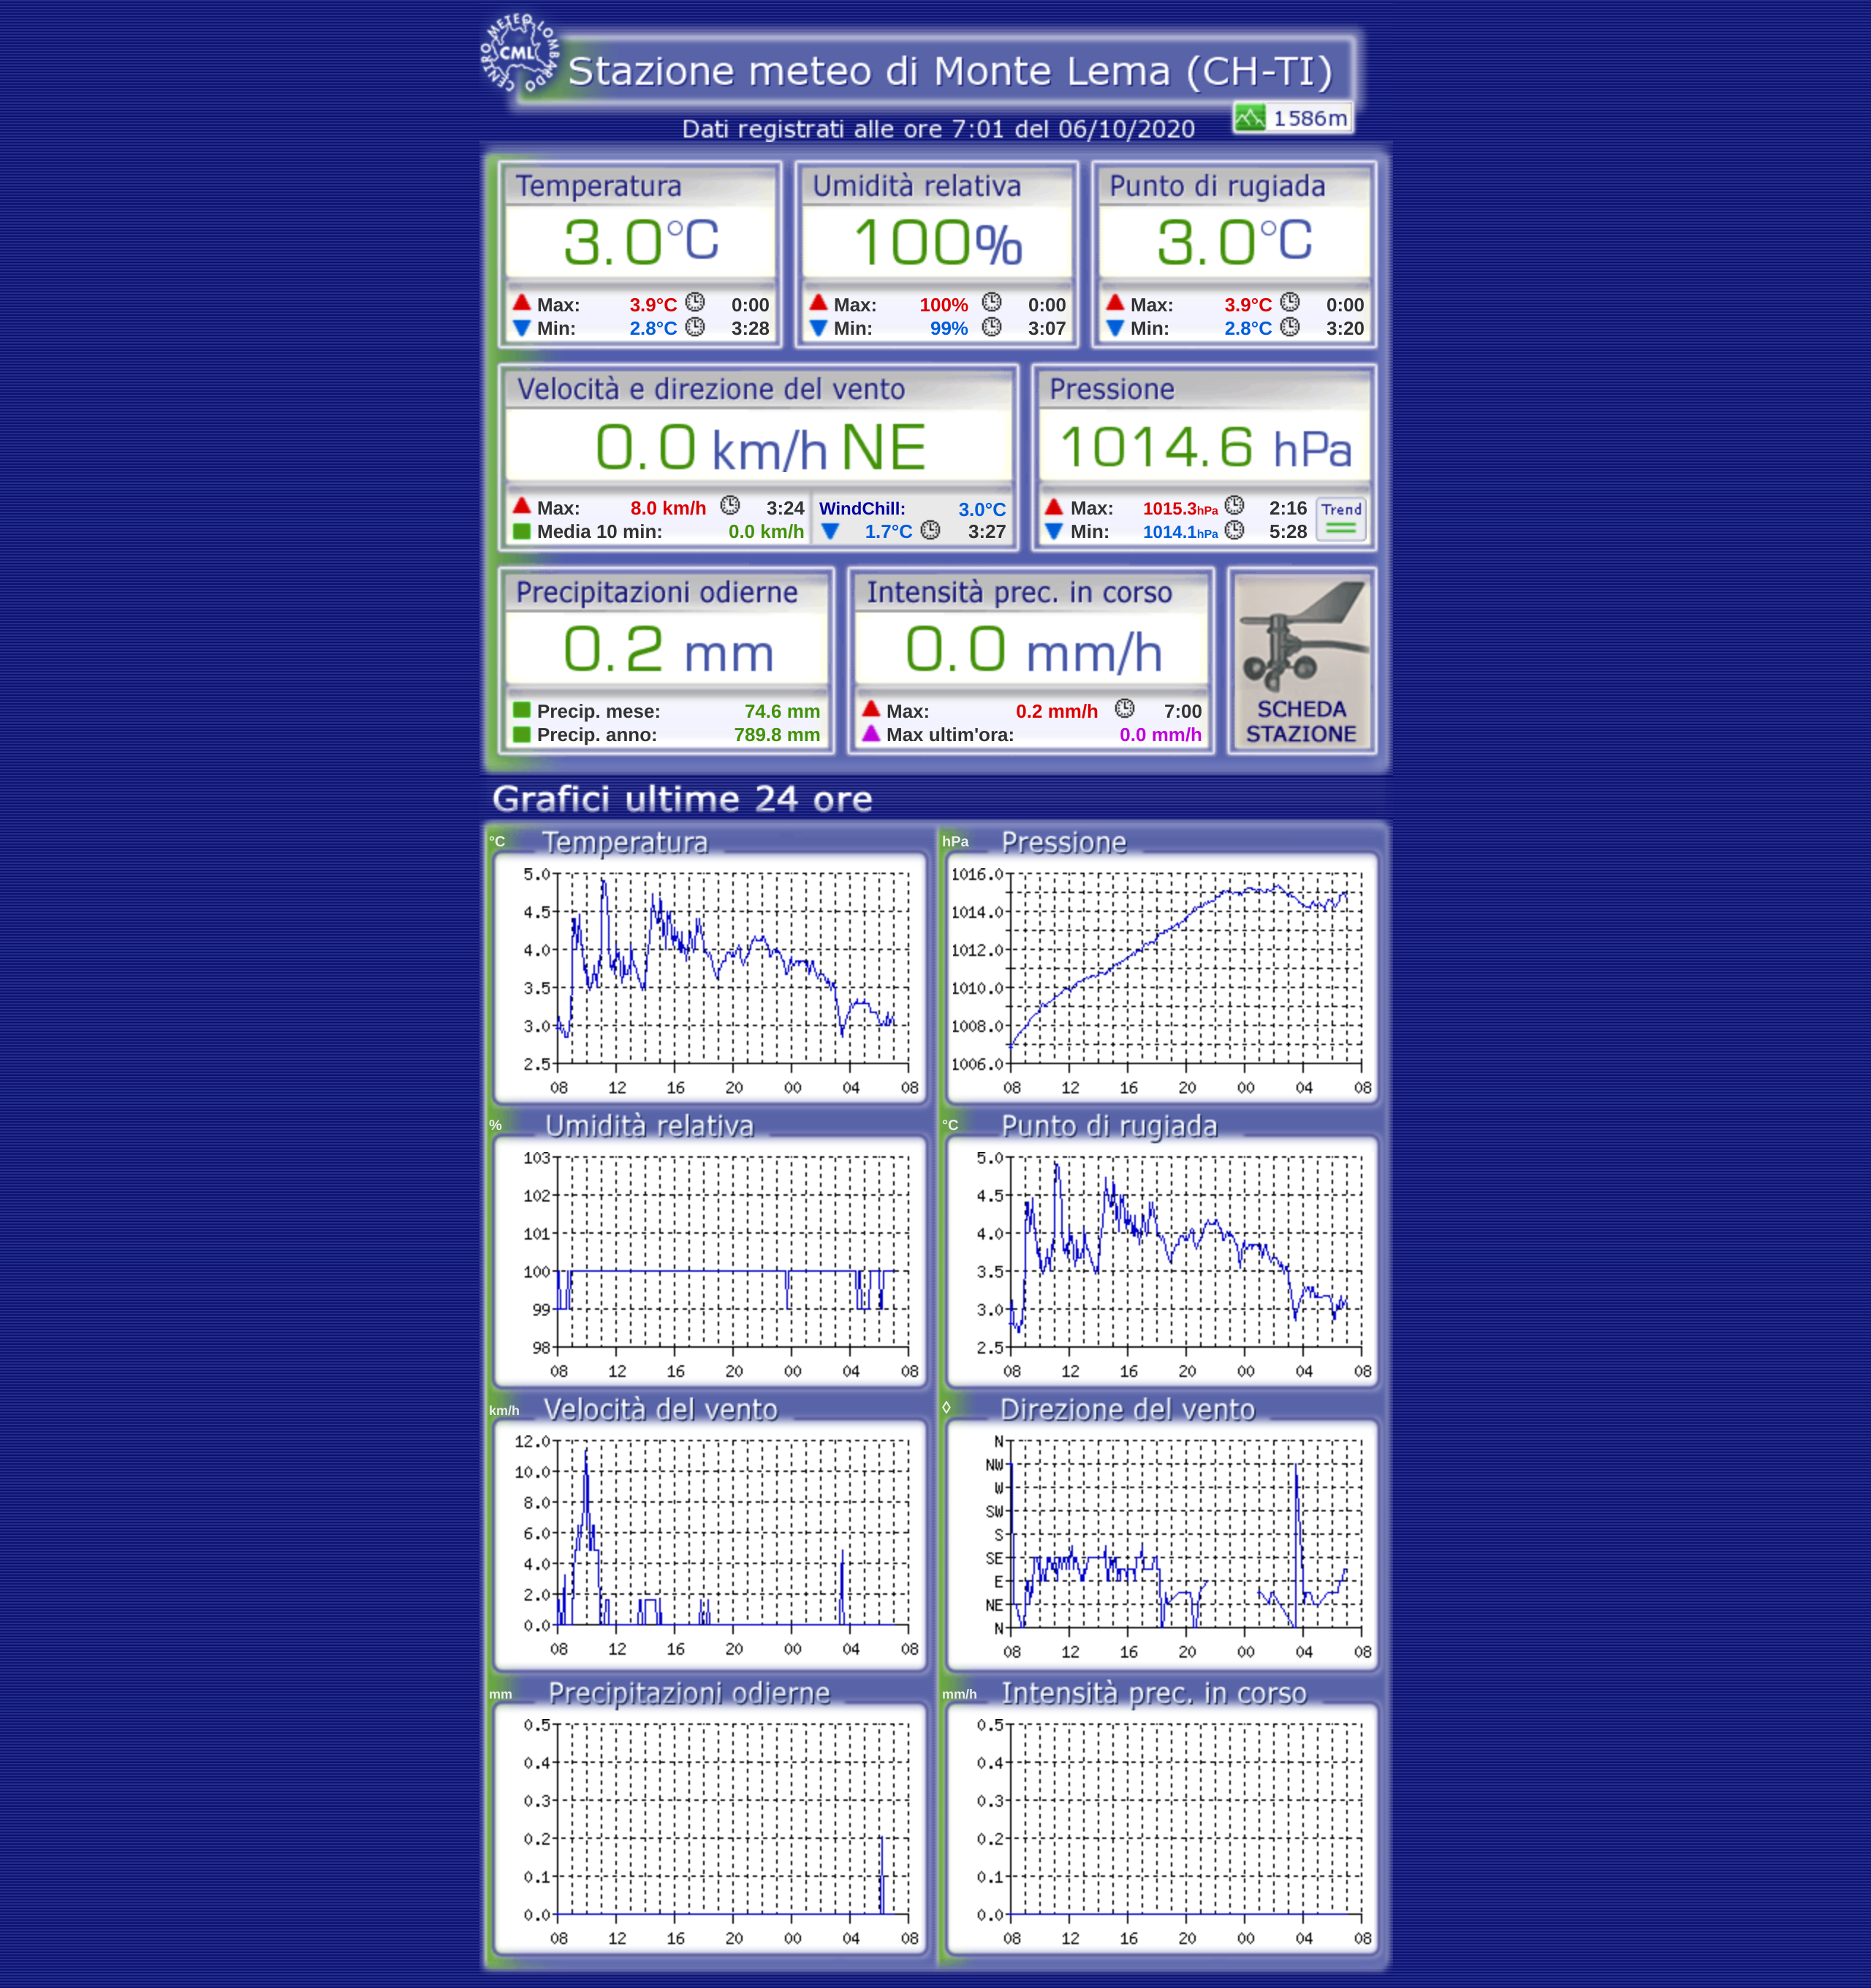 CENTRO METEO LOMBARDO
CML
Stazione meteo di Monte Lema (CH-TI)
1586m
Dati registrati alle ore 7:01 del 06/10/2020
Temperatura Umidità relativa Punto di rugiada
3.0°C 100% 3.0°C
Max: 3.9°C 0:00 Max: 100% 0:00 Max: 3.9°C 0:00
Min: 2.8°C 3:28 Min: 99% 3:07 Min: 2.8°C 3:20
Velocità e direzione del vento Pressione
0.0 km/h NE 1014.6 hPa
Max: 8.0 km/h 3:24 WindChill: 3.0°C Max: 1015.3hPa 2:16 Trend
Media 10 min: 0.0 km/h 1.7°C 3:27 Min: 1014.1hPa 5:28
Precipitazioni odierne Intensità prec. in corso
0.2 mm 0.0 mm/h
Precip. mese: 74.6 mm Max: 0.2 mm/h 7:00 SCHEDA
Precip. anno: 789.8 mm Max ultim'ora: 0.0 mm/h STAZIONE
Grafici ultime 24 ore
°C Temperatura
5.0
4.5
4.0
3.5
3.0
2.5
08 12 16 20 00 04 08
hPa Pressione
1016.0
1014.0
1012.0
1010.0
1008.0
1006.0
08 12 16 20 00 04 08
% Umidità relativa
103
102
101
100
99
98
08 12 16 20 00 04 08
°C Punto di rugiada
5.0
4.5
4.0
3.5
3.0
2.5
08 12 16 20 00 04 08
km/h Velocità del vento
12.0
10.0
8.0
6.0
4.0
2.0
0.0
08 12 16 20 00 04 08
◊ Direzione del vento
N
NW
W
SW
S
SE
E
NE
N
08 12 16 20 00 04 08
mm Precipitazioni odierne
0.5
0.4
0.3
0.2
0.1
0.0
08 12 16 20 00 04 08
mm/h Intensità prec. in corso
0.5
0.4
0.3
0.2
0.1
0.0
08 12 16 20 00 04 08